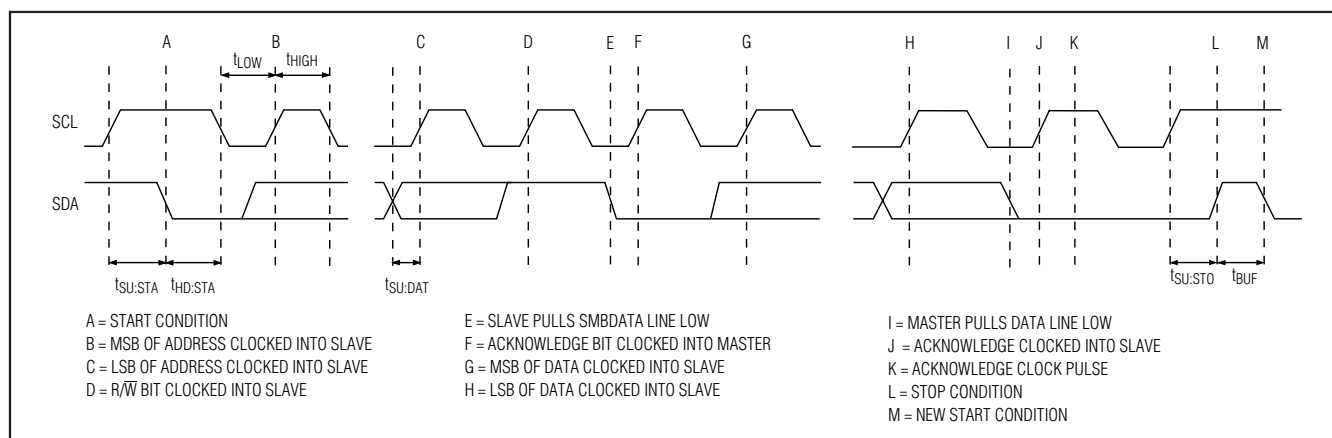 A B C D E F G H I J K L M
tLOW tHIGH
SCL
SDA
tSU:STA tHD:STA tSU:DAT tSU:STO tBUF
A = START CONDITION
B = MSB OF ADDRESS CLOCKED INTO SLAVE
C = LSB OF ADDRESS CLOCKED INTO SLAVE
D = R/W̅ BIT CLOCKED INTO SLAVE
E = SLAVE PULLS SMBDATA LINE LOW
F = ACKNOWLEDGE BIT CLOCKED INTO MASTER
G = MSB OF DATA CLOCKED INTO SLAVE
H = LSB OF DATA CLOCKED INTO SLAVE
I = MASTER PULLS DATA LINE LOW
J = ACKNOWLEDGE CLOCKED INTO SLAVE
K = ACKNOWLEDGE CLOCK PULSE
L = STOP CONDITION
M = NEW START CONDITION